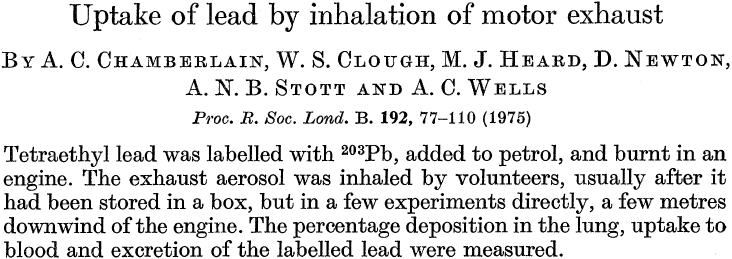 Uptake of lead by inhalation of motor exhaust
By A. C. Chamberlain, W. S. Clough, M. J. Heard, D. Newton,
A. N. B. Stott and A. C. Wells
Proc. R. Soc. Lond. B. 192, 77–110 (1975)
Tetraethyl lead was labelled with ²⁰³Pb, added to petrol, and burnt in an
engine. The exhaust aerosol was inhaled by volunteers, usually after it
had been stored in a box, but in a few experiments directly, a few metres
downwind of the engine. The percentage deposition in the lung, uptake to
blood and excretion of the labelled lead were measured.